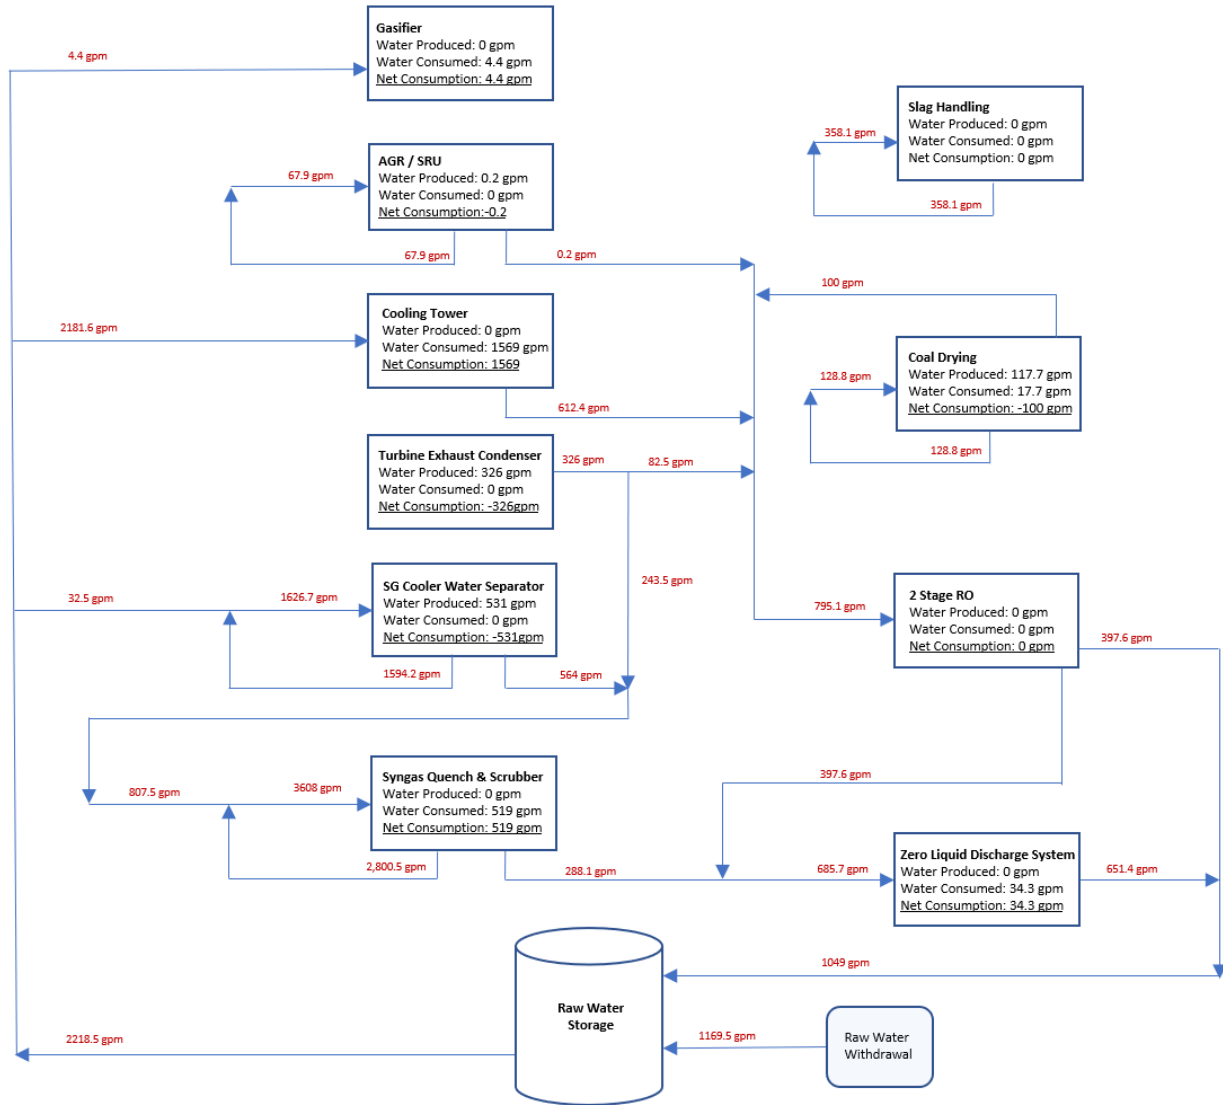 Gasifier
Water Produced: 0 gpm
Water Consumed: 4.4 gpm
Net Consumption: 4.4 gpm
4.4 gpm
Slag Handling
Water Produced: 0 gpm
Water Consumed: 0 gpm
Net Consumption: 0 gpm
358.1 gpm
358.1 gpm
AGR / SRU
Water Produced: 0.2 gpm
Water Consumed: 0 gpm
Net Consumption:-0.2
67.9 gpm
67.9 gpm
0.2 gpm
100 gpm
Cooling Tower
Water Produced: 0 gpm
Water Consumed: 1569 gpm
Net Consumption: 1569
2181.6 gpm
612.4 gpm
Coal Drying
Water Produced: 117.7 gpm
Water Consumed: 17.7 gpm
Net Consumption: -100 gpm
128.8 gpm
128.8 gpm
Turbine Exhaust Condenser
Water Produced: 326 gpm
Water Consumed: 0 gpm
Net Consumption: -326gpm
326 gpm
82.5 gpm
243.5 gpm
SG Cooler Water Separator
Water Produced: 531 gpm
Water Consumed: 0 gpm
Net Consumption: -531gpm
32.5 gpm
1626.7 gpm
1594.2 gpm
564 gpm
2 Stage RO
Water Produced: 0 gpm
Water Consumed: 0 gpm
Net Consumption: 0 gpm
795.1 gpm
397.6 gpm
397.6 gpm
Syngas Quench & Scrubber
Water Produced: 0 gpm
Water Consumed: 519 gpm
Net Consumption: 519 gpm
807.5 gpm
3608 gpm
2,800.5 gpm
288.1 gpm
685.7 gpm
Zero Liquid Discharge System
Water Produced: 0 gpm
Water Consumed: 34.3 gpm
Net Consumption: 34.3 gpm
651.4 gpm
1049 gpm
Raw Water
Storage
2218.5 gpm
1169.5 gpm
Raw Water
Withdrawal